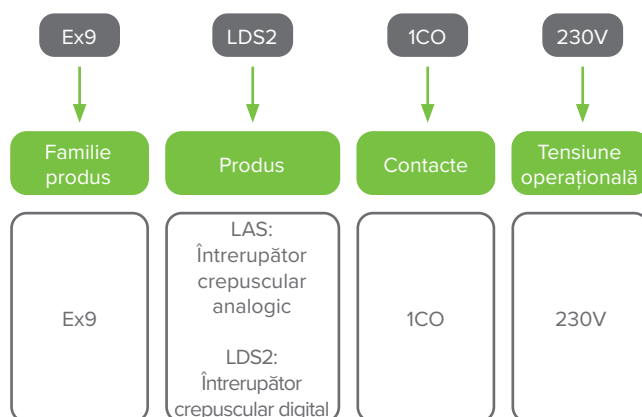 Ex9
LDS2
1CO
230V
Familie
produs
Produs
Contacte
Tensiune
operațională
Ex9
LAS:
Întrerupător
crepuscular
analogic
LDS2:
Întrerupător
crepuscular digital
1CO
230V